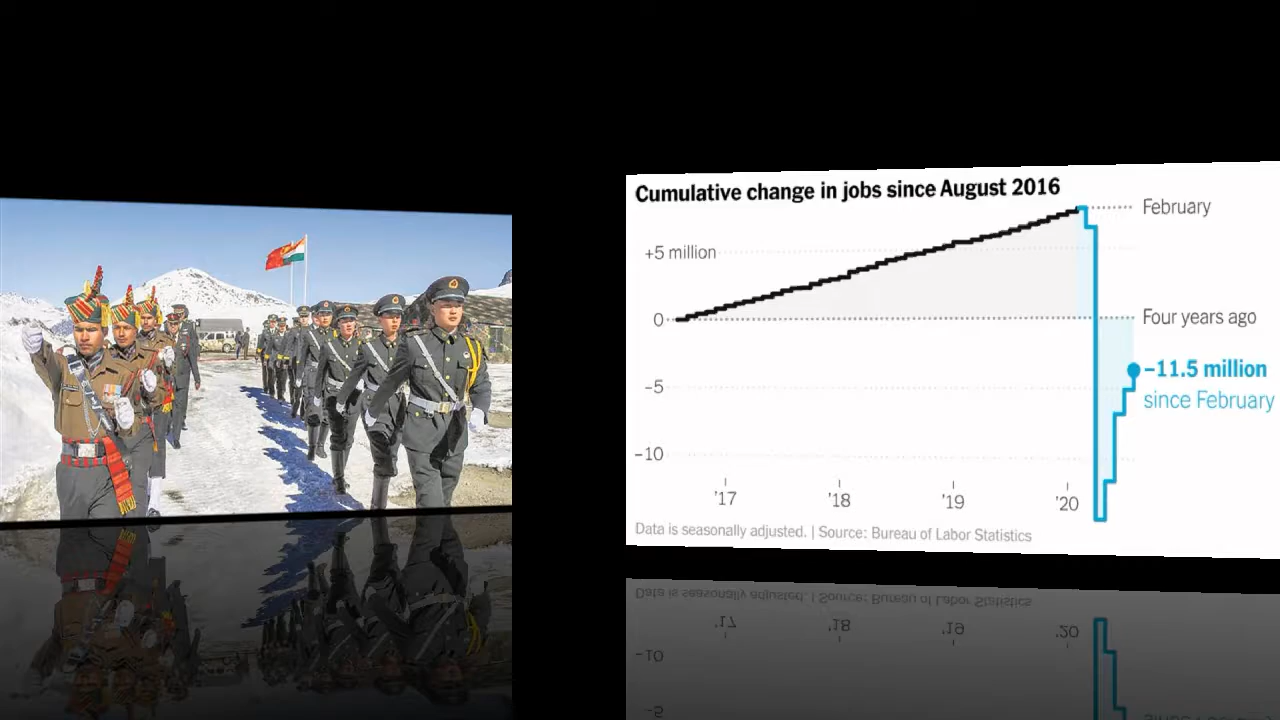 Cumulative change in jobs since August 2016
February
+5 million
0
Four years ago
−11.5 million
since February
−5
−10
'17
'18
'19
'20
Data is seasonally adjusted. | Source: Bureau of Labor Statistics